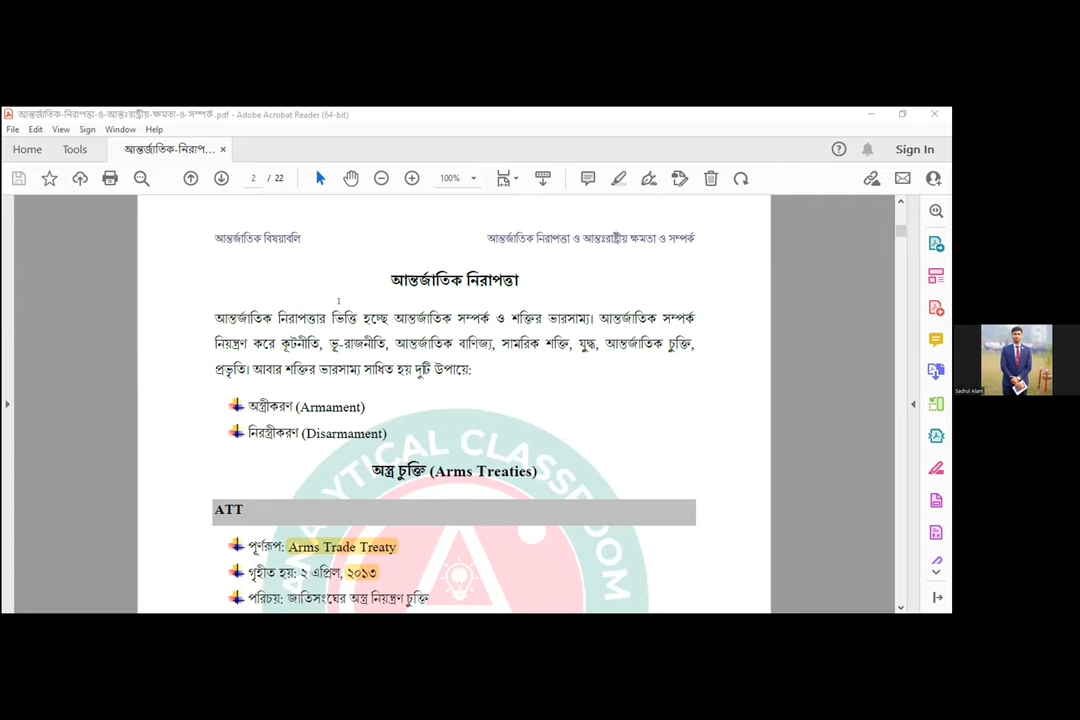 আন্তর্জাতিক-নিরাপত্তা-ও-আন্তঃরাষ্ট্রীয়-ক্ষমতা-ও-সম্পর্ক.pdf - Adobe Acrobat Reader (64-bit)
File Edit View Sign Window Help
Home Tools আন্তর্জাতিক-নিরাপ... × Sign In
2 / 22 100%
আন্তর্জাতিক বিষয়াবলি আন্তর্জাতিক নিরাপত্তা ও আন্তঃরাষ্ট্রীয় ক্ষমতা ও সম্পর্ক
আন্তর্জাতিক নিরাপত্তা
আন্তর্জাতিক নিরাপত্তার ভিত্তি হচ্ছে আন্তর্জাতিক সম্পর্ক ও শক্তির ভারসাম্য। আন্তর্জাতিক সম্পর্ক
নিয়ন্ত্রণ করে কূটনীতি, ভূ-রাজনীতি, আন্তর্জাতিক বাণিজ্য, সামরিক শক্তি, যুদ্ধ, আন্তর্জাতিক চুক্তি,
প্রভৃতি। আবার শক্তির ভারসাম্য সাধিত হয় দুটি উপায়ে:
অস্ত্রীকরণ (Armament)
নিরস্ত্রীকরণ (Disarmament)
অস্ত্র চুক্তি (Arms Treaties)
ATT
পূর্ণরূপ: Arms Trade Treaty
গৃহীত হয়: ২ এপ্রিল, ২০১৩
পরিচয়: জাতিসংঘের অস্ত্র নিয়ন্ত্রণ চুক্তি
ANALYTICAL CLASSROOM
Sadrul Alam